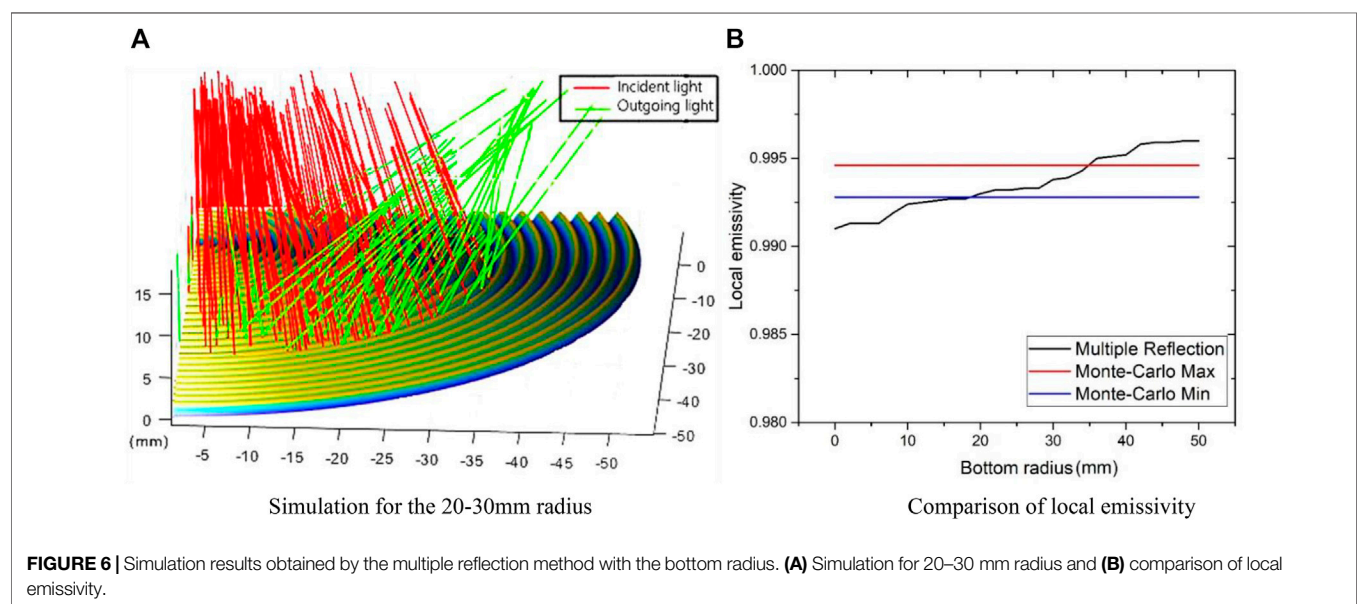 A
B
Incident light
Outgoing light
15
10
5
0
(mm)
-5
-10
-15
-20
-25
-30
-35
-40
-45
-50
0
-10
-20
-30
-40
-50
1.000
0.995
0.990
0.985
0.980
Local emissivity
Multiple Reflection
Monte-Carlo Max
Monte-Carlo Min
0
10
20
30
40
50
Bottom radius(mm)
Simulation for the 20-30mm radius
Comparison of local emissivity
FIGURE 6 | Simulation results obtained by the multiple reflection method with the bottom radius. (A) Simulation for 20–30 mm radius and (B) comparison of local
emissivity.